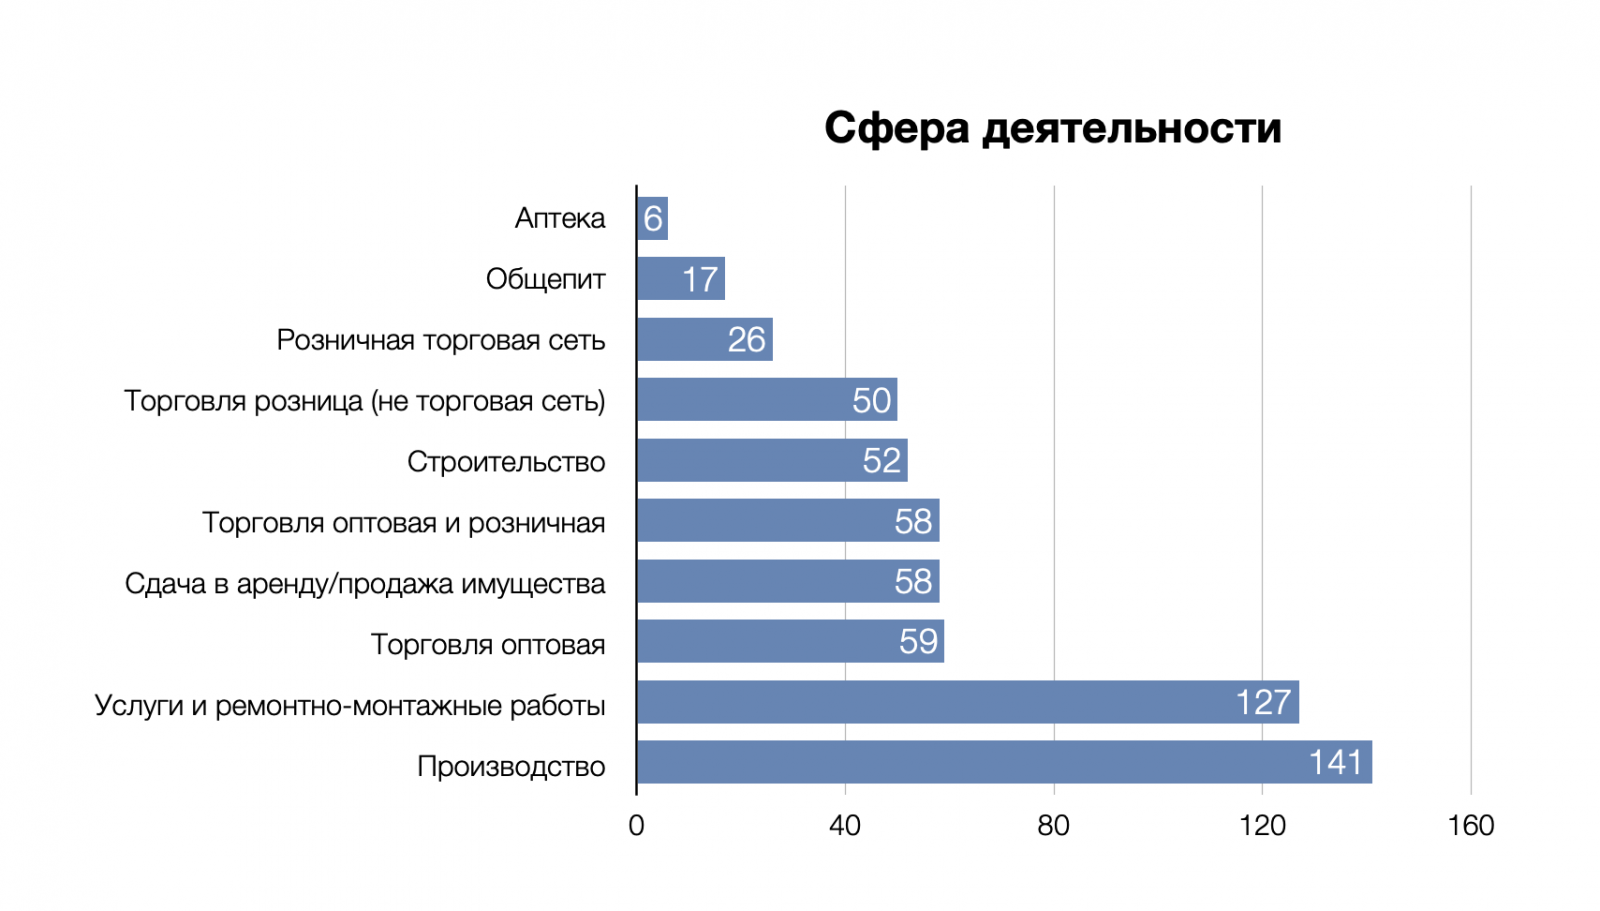 Сфера деятельности
Аптека 6
Общепит 17
Розничная торговая сеть 26
Торговля розница (не торговая сеть) 50
Строительство 52
Торговля оптовая и розничная 58
Сдача в аренду/продажа имущества 58
Торговля оптовая 59
Услуги и ремонтно-монтажные работы 127
Производство 141
0 40 80 120 160